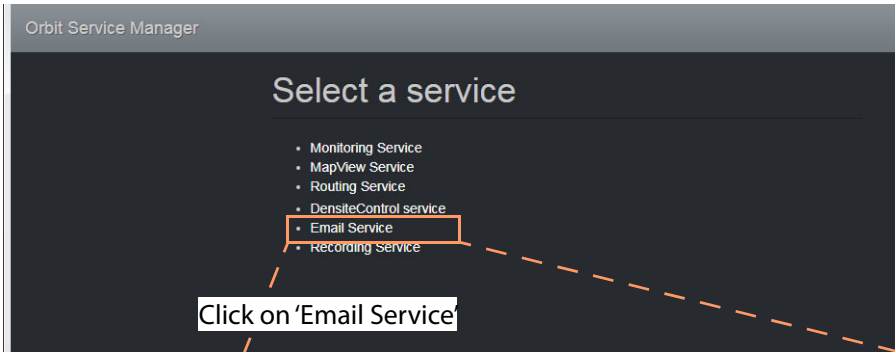 Orbit Service Manager
Select a service
• Monitoring Service
• MapView Service
• Routing Service
• DensiteControl service
• Email Service
• Recording Service
Click on 'Email Service'